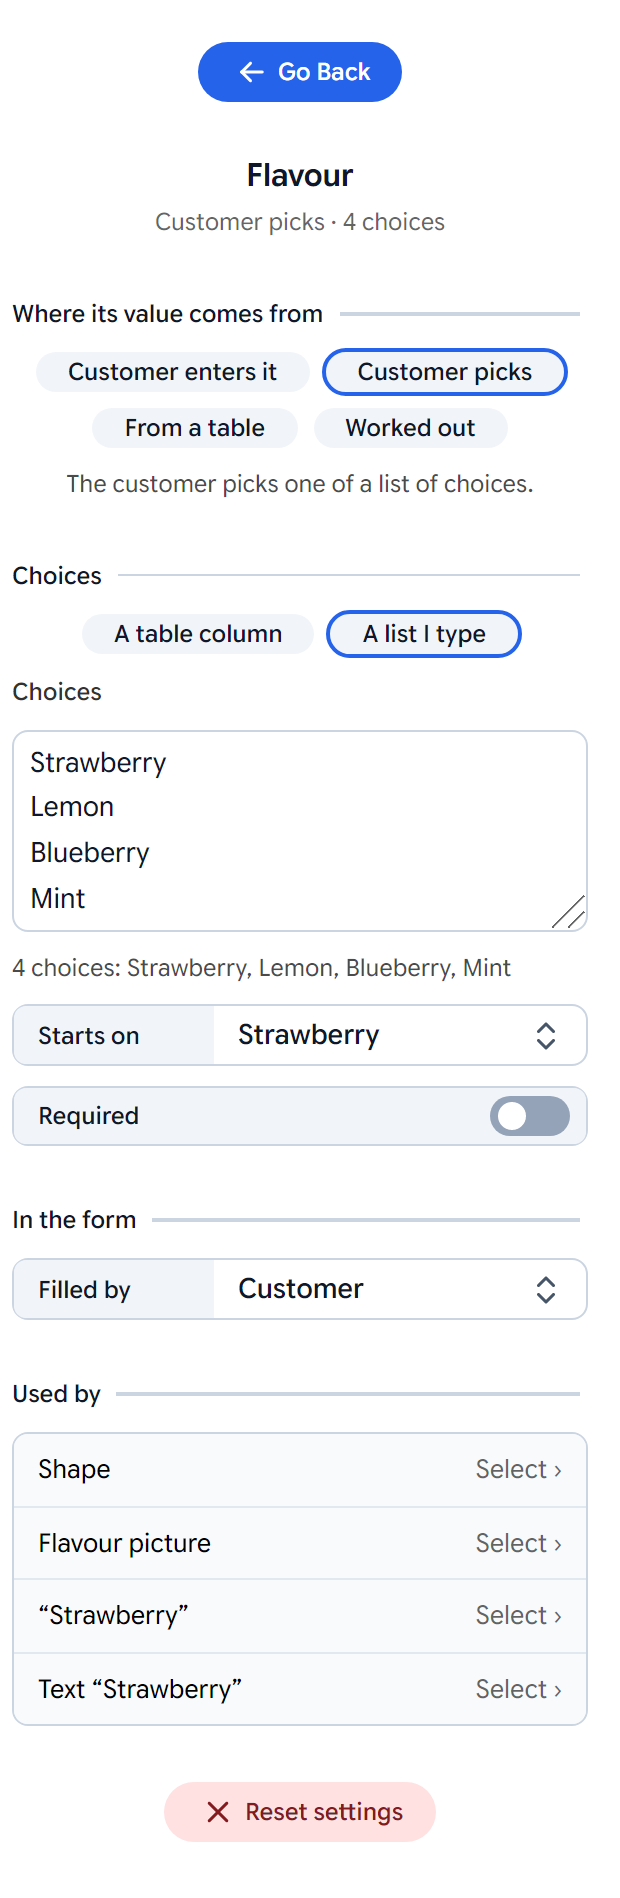 Go Back
Flavour
Customer picks · 4 choices
Where its value comes from
Customer enters it
Customer picks
From a table
Worked out
The customer picks one of a list of choices.
Choices
A table column
A list I type
Choices
Strawberry
Lemon
Blueberry
Mint
4 choices: Strawberry, Lemon, Blueberry, Mint
Starts on
Strawberry
Required
In the form
Filled by
Customer
Used by
Shape
Select ›
Flavour picture
Select ›
“Strawberry”
Select ›
Text “Strawberry”
Select ›
Reset settings